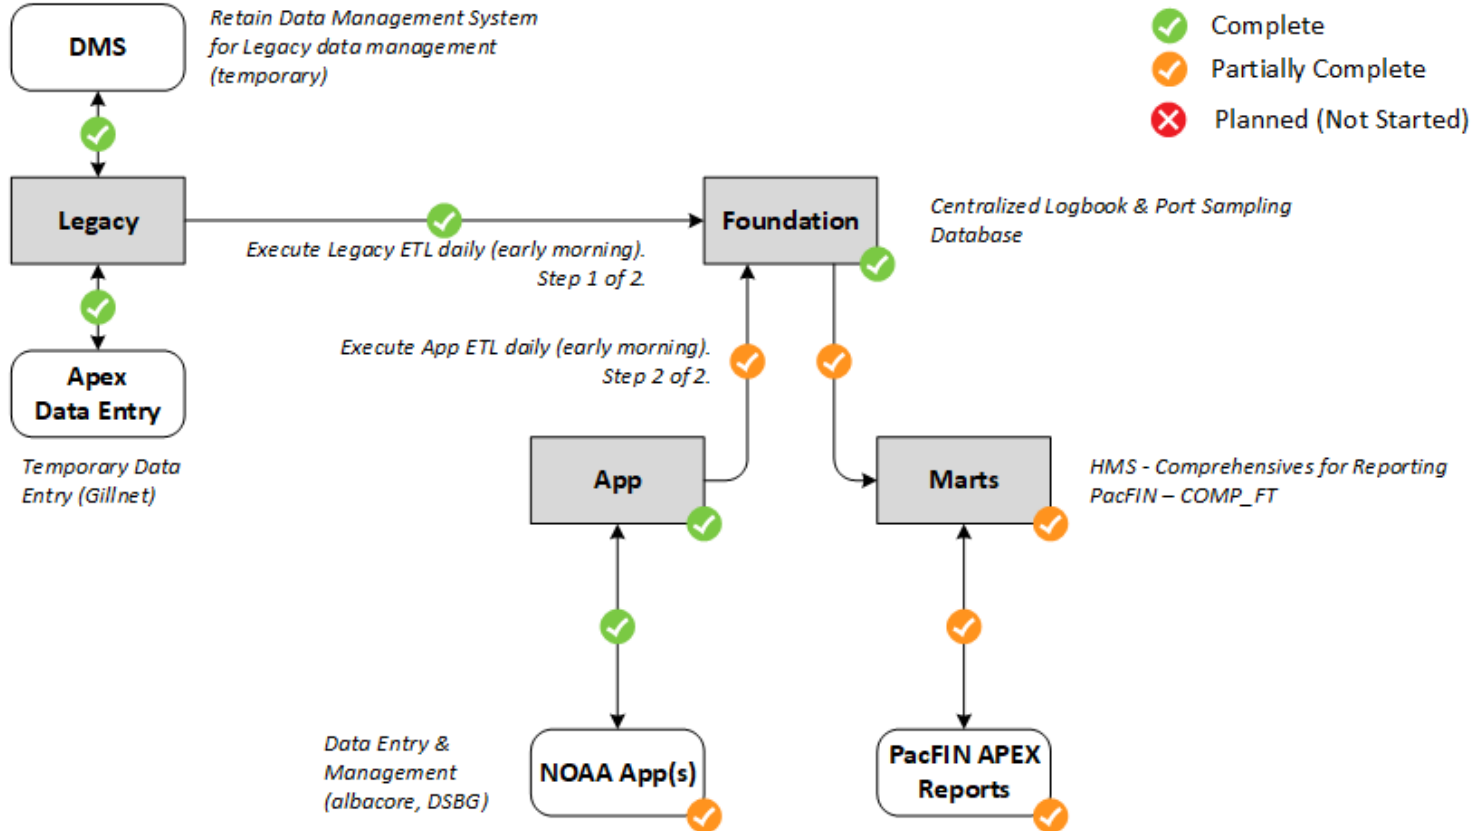 DMS
Retain Data Management System
for Legacy data management
(temporary)
Complete
Partially Complete
Planned (Not Started)
Legacy
Foundation
Centralized Logbook & Port Sampling
Database
Execute Legacy ETL daily (early morning).
Step 1 of 2.
Execute App ETL daily (early morning).
Step 2 of 2.
Apex
Data Entry
Temporary Data
Entry (Gillnet)
App
Marts
HMS - Comprehensives for Reporting
PacFIN – COMP_FT
Data Entry &
Management
(albacore, DSBG)
NOAA App(s)
PacFIN APEX
Reports